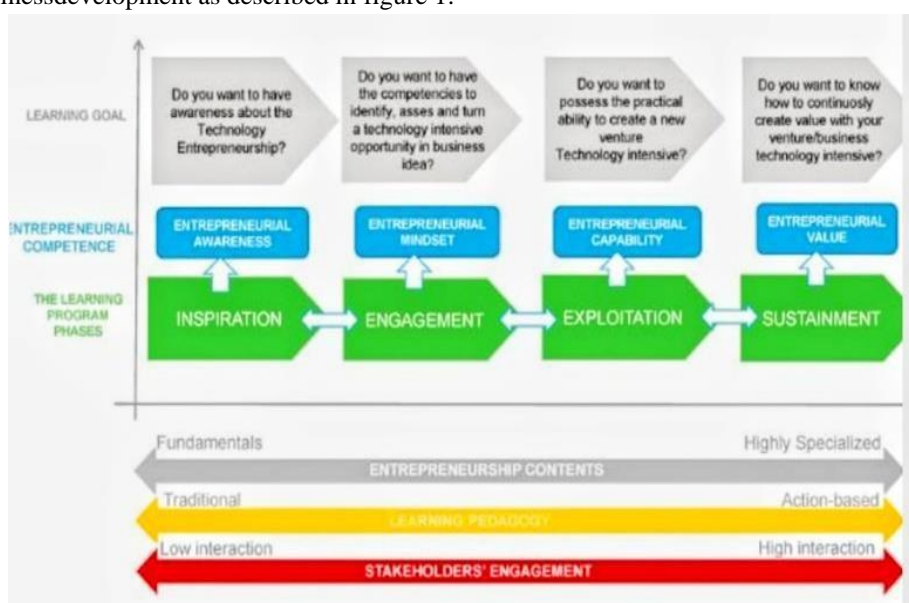 messdevelopment as described in figure 1:
LEARNING GOAL
Do you want to have
awareness about the
Technology
Entrepreneurship?
Do you want to have
the competencies to
identify, asses and turn
a technology intensive
opportunity in business
idea?
Do you want to
possess the practical
ability to create a new
venture
Technology intensive?
Do you want to know
how to continuosly
create value with your
venture/business
technology intensive?
ENTREPRENEURIAL
COMPETENCE
ENTREPRENEURIAL
AWARENESS
ENTREPRENEURIAL
MINDSET
ENTREPRENEURIAL
CAPABILITY
ENTREPRENEURIAL
VALUE
THE LEARNING
PROGRAM
PHASES
INSPIRATION
ENGAGEMENT
EXPLOITATION
SUSTAINMENT
Fundamentals
Highly Specialized
ENTREPRENEURSHIP CONTENTS
Traditional
Action-based
LEARNING PEDAGOGY
Low interaction
High interaction
STAKEHOLDERS' ENGAGEMENT